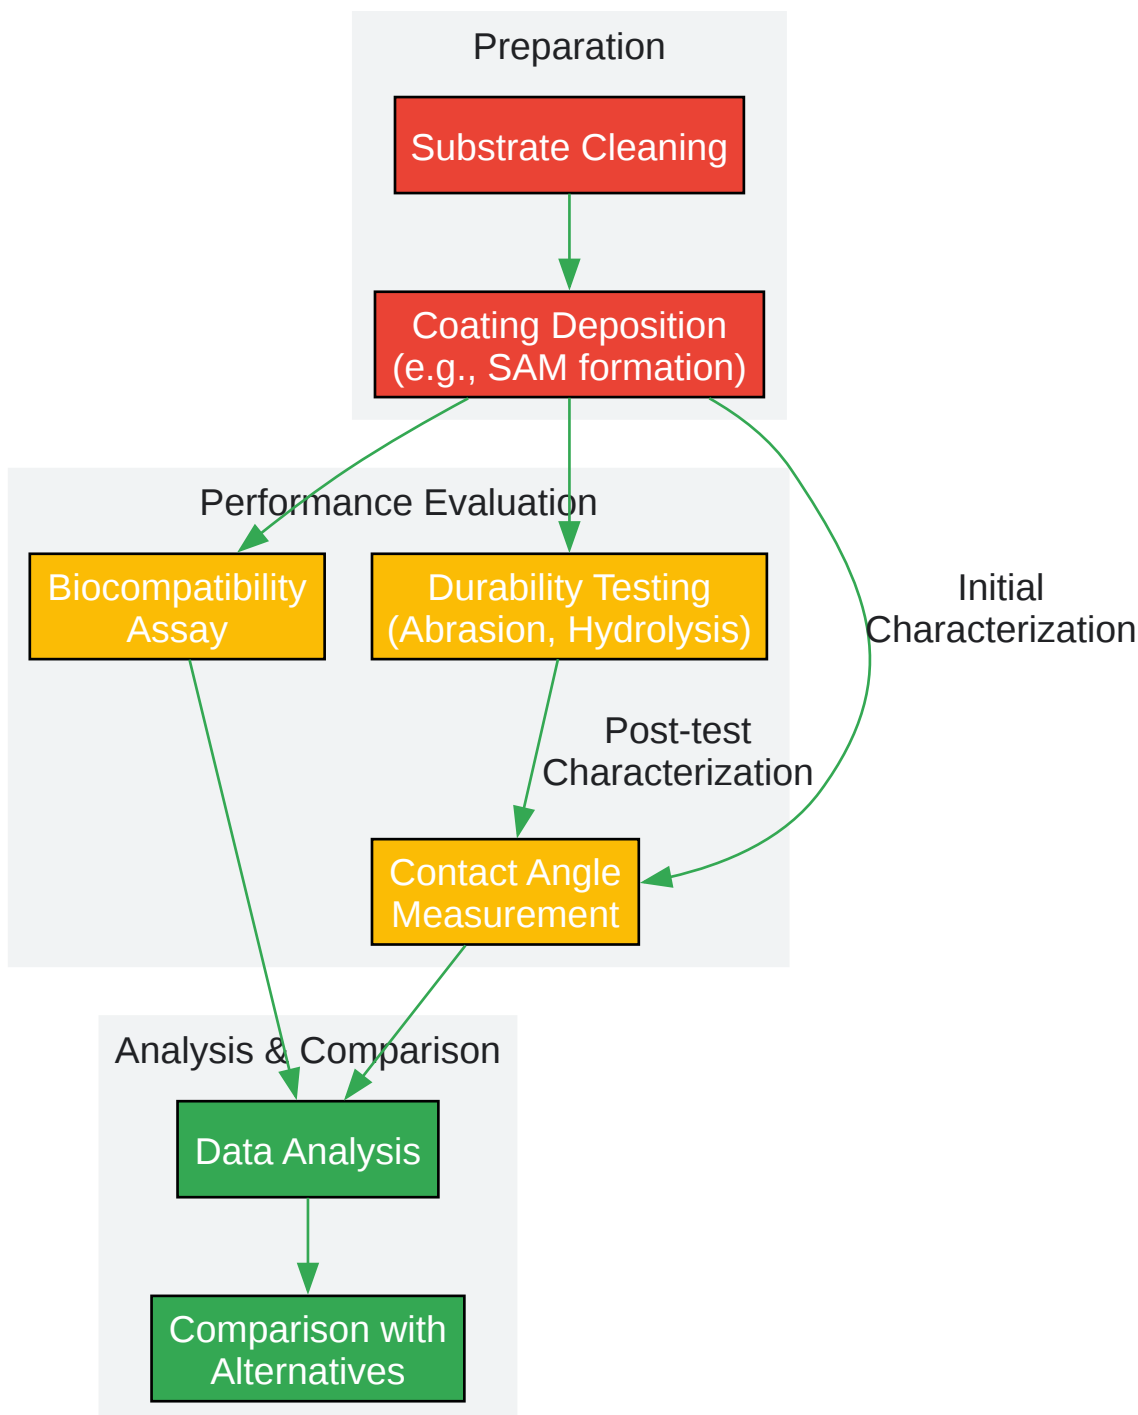 Preparation
Substrate Cleaning
Coating Deposition
(e.g., SAM formation)
Performance Evaluation
Biocompatibility
Assay
Durability Testing
(Abrasion, Hydrolysis)
Initial
Characterization
Post-test
Characterization
Contact Angle
Measurement
Analysis & Comparison
Data Analysis
Comparison with
Alternatives